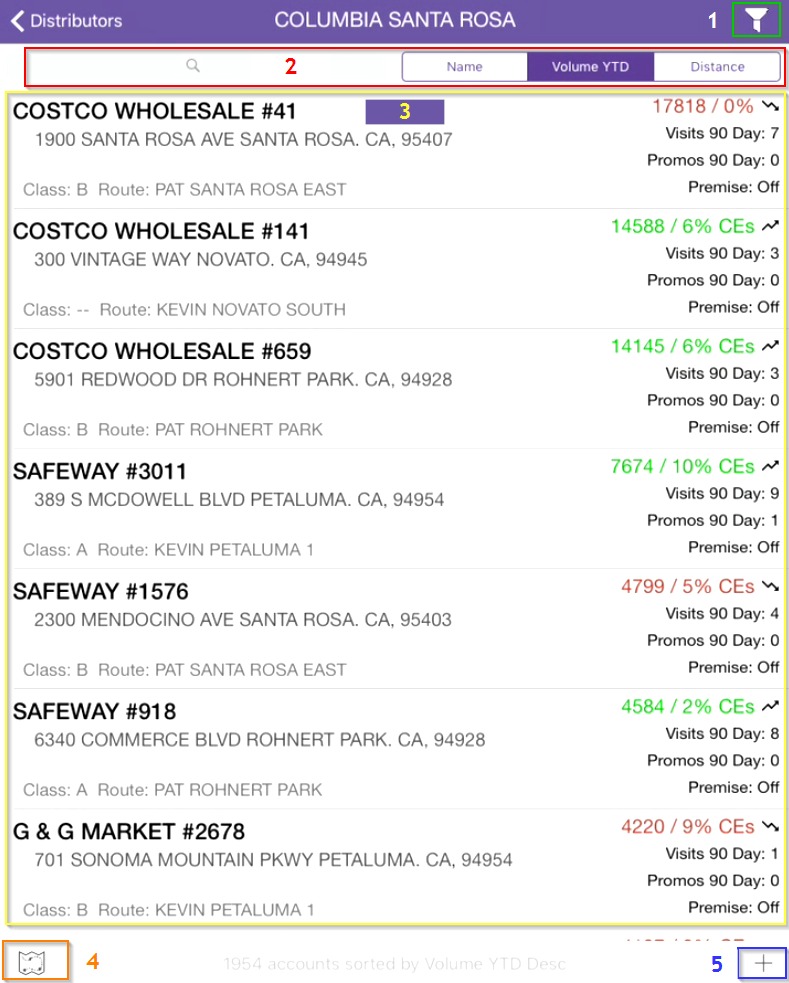 Distributors COLUMBIA SANTA ROSA 1
2 Name Volume YTD Distance
COSTCO WHOLESALE #41 3 17818 / 0%
1900 SANTA ROSA AVE SANTA ROSA. CA, 95407 Visits 90 Day: 7
Promos 90 Day: 0
Class: B Route: PAT SANTA ROSA EAST Premise: Off
COSTCO WHOLESALE #141 14588 / 6% CEs
300 VINTAGE WAY NOVATO. CA, 94945 Visits 90 Day: 3
Promos 90 Day: 0
Class: -- Route: KEVIN NOVATO SOUTH Premise: Off
COSTCO WHOLESALE #659 14145 / 6% CEs
5901 REDWOOD DR ROHNERT PARK. CA, 94928 Visits 90 Day: 3
Promos 90 Day: 0
Class: B Route: PAT ROHNERT PARK Premise: Off
SAFEWAY #3011 7674 / 10% CEs
389 S MCDOWELL BLVD PETALUMA. CA, 94954 Visits 90 Day: 9
Promos 90 Day: 1
Class: A Route: KEVIN PETALUMA 1 Premise: Off
SAFEWAY #1576 4799 / 5% CEs
2300 MENDOCINO AVE SANTA ROSA. CA, 95403 Visits 90 Day: 4
Promos 90 Day: 0
Class: B Route: PAT SANTA ROSA EAST Premise: Off
SAFEWAY #918 4584 / 2% CEs
6340 COMMERCE BLVD ROHNERT PARK. CA, 94928 Visits 90 Day: 8
Promos 90 Day: 0
Class: A Route: PAT ROHNERT PARK Premise: Off
G & G MARKET #2678 4220 / 9% CEs
701 SONOMA MOUNTAIN PKWY PETALUMA. CA, 94954 Visits 90 Day: 1
Promos 90 Day: 0
Class: B Route: KEVIN PETALUMA 1 Premise: Off
4 1954 accounts sorted by Volume YTD Desc 5